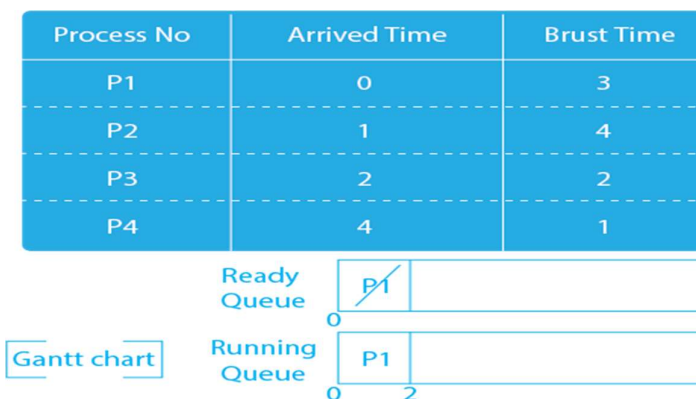 Process No Arrived Time Brust Time
P1 0 3
P2 1 4
P3 2 2
P4 4 1
Ready
Queue
P1
0
Gantt chart
Running
Queue
P1
0 2